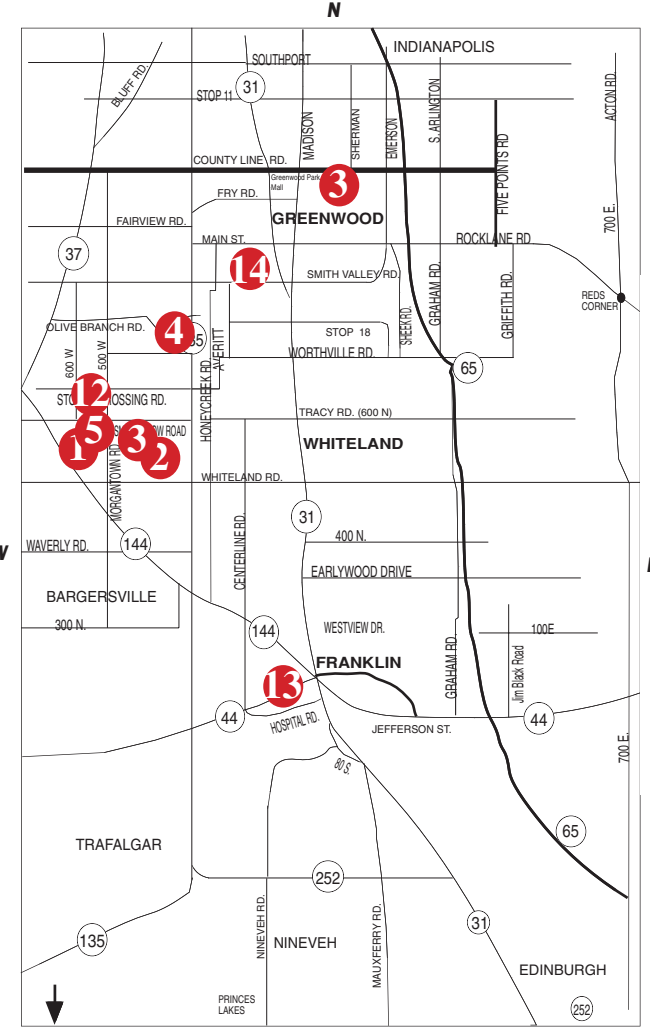 N
INDIANAPOLIS
SOUTHPORT
BLUFF RD.
31
STOP 11
MADISON
SHERMAN
EMERSON
S. ARLINGTON
ACTON RD.
COUNTY LINE RD.
FIVE POINTS RD
Greenwood Park
Mall
3
FRY RD.
GREENWOOD
700 E.
FAIRVIEW RD.
MAIN ST.
ROCKLANE RD
37
14
SMITH VALLEY RD.
GRAHAM RD.
GRIFFITH RD.
REDS
CORNER
OLIVE BRANCH RD.
4
STOP 18
SHEEK RD.
AVERITT
WORTHVILLE RD.
600 W
500 W
65
HONEYCREEK RD.
12
TRACY RD. (600 N)
5
3
ROAD
1
2
WHITELAND
MORGANTOWN RD.
WHITELAND RD.
31
CENTERLINE RD.
400 N.
WAVERLY RD.
144
EARLYWOOD DRIVE
BARGERSVILLE
300 N.
144
WESTVIEW DR.
100E
GRAHAM RD.
Jim Black Road
FRANKLIN
13
44
HOSPITAL RD.
JEFFERSON ST.
44
700 E.
80 S.
65
TRAFALGAR
252
NINEVEH RD.
MAUXFERRY RD.
31
135
NINEVEH
EDINBURGH
PRINCES
LAKES
252